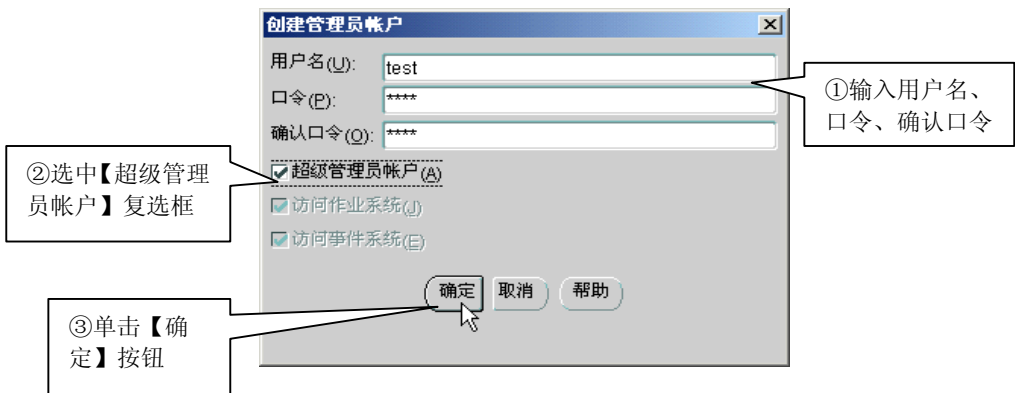 创建管理员帐户
用户名(U):
test
口令(P):
****
确认口令(O):
****
超级管理员帐户(A)
访问作业系统(J)
访问事件系统(E)
确定
取消
帮助
①输入用户名、
口令、确认口令
②选中【超级管理
员帐户】复选框
③单击【确
定】按钮